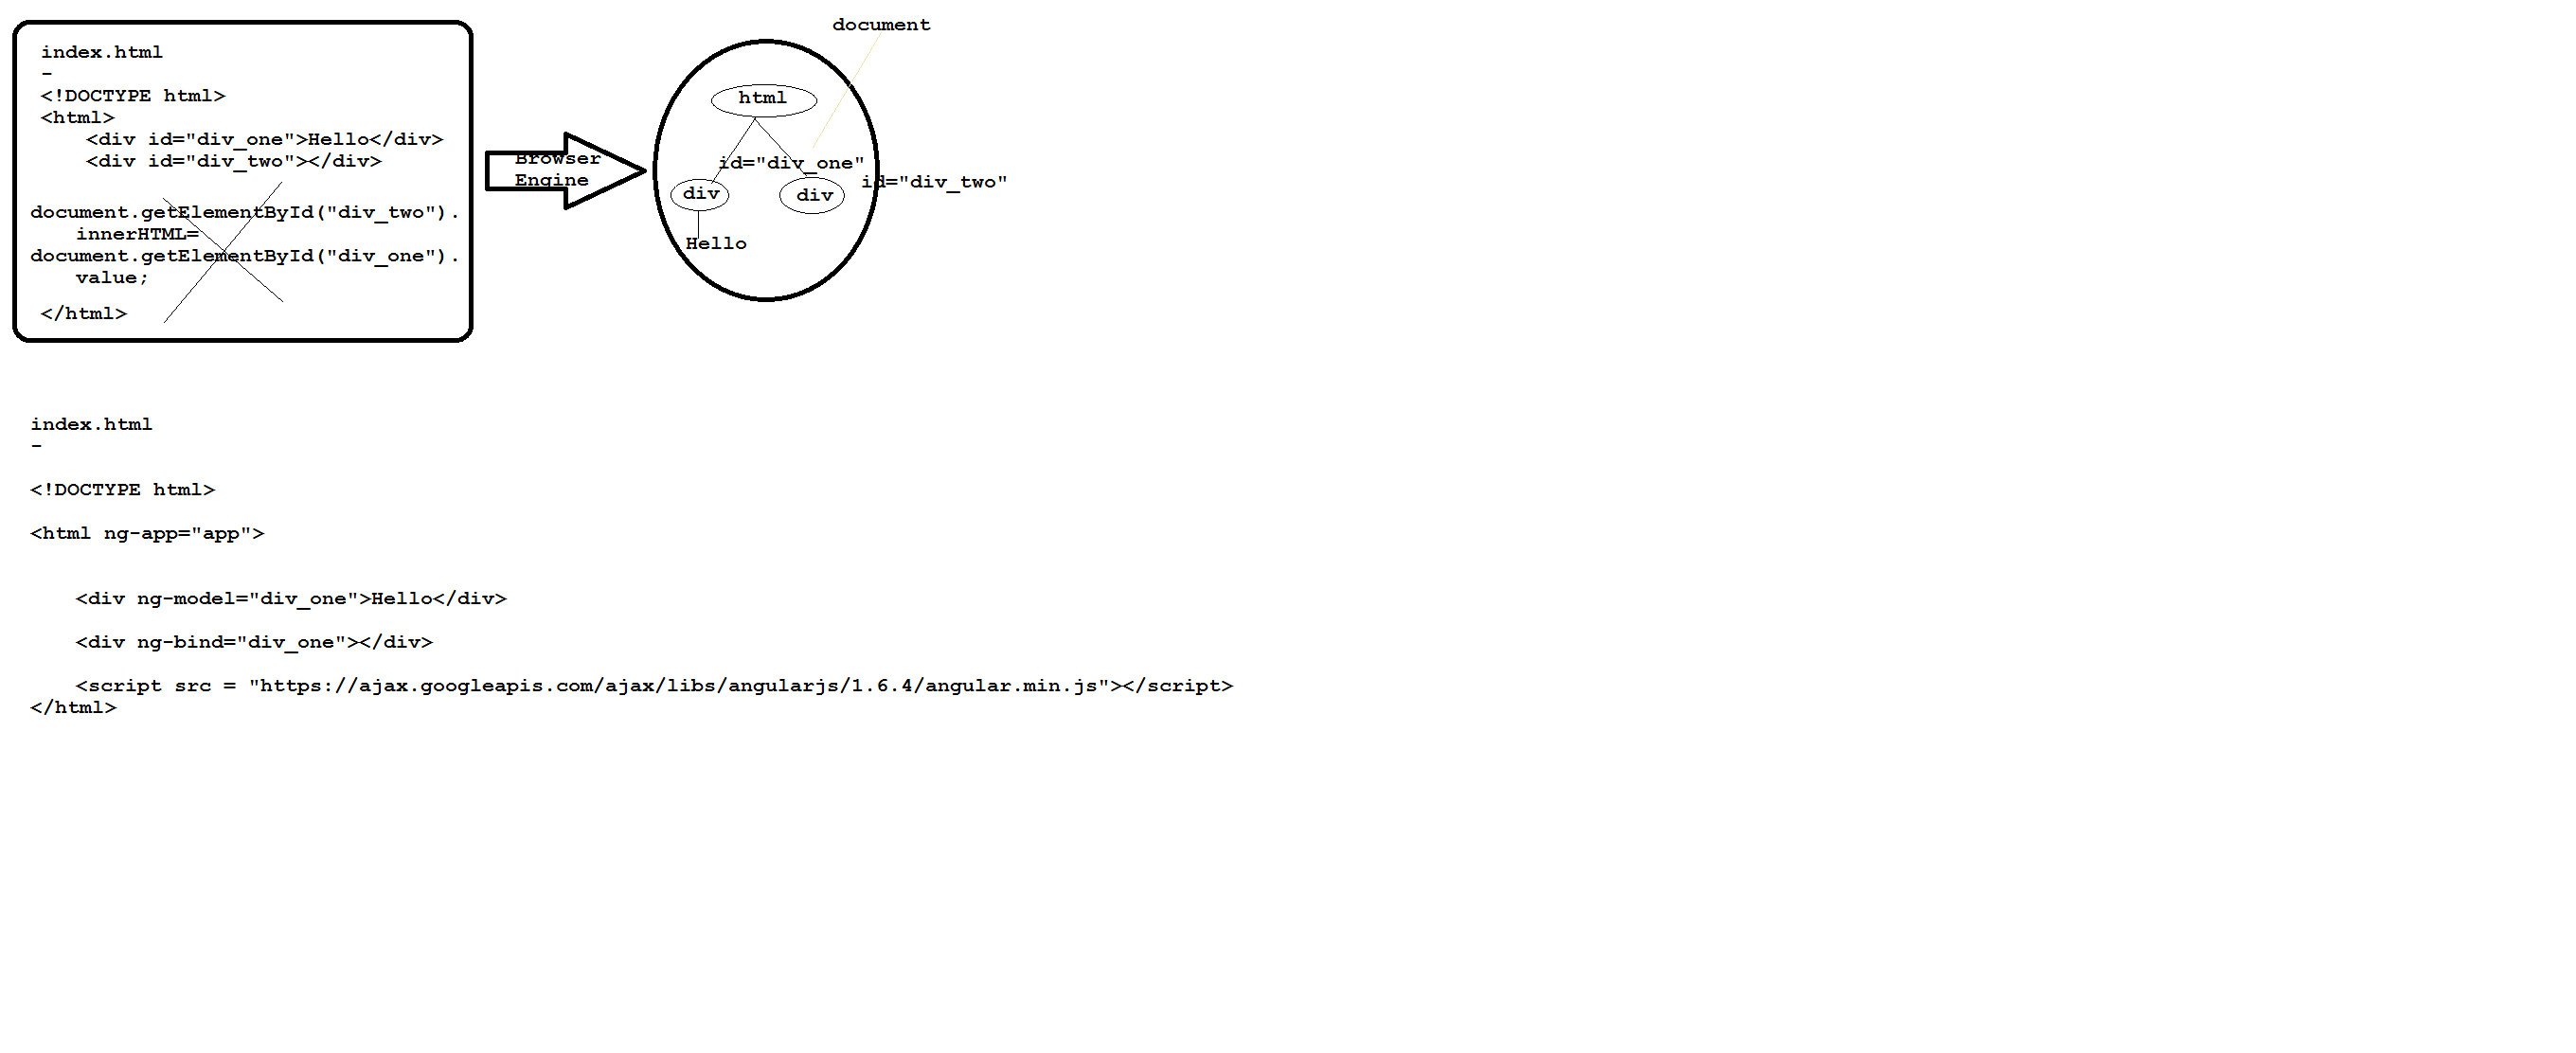 index.html
-
<!DOCTYPE html>
<html>
<div id="div_one">Hello</div>
<div id="div_two"></div>
document.getElementById("div_two").
innerHTML=
document.getElementById("div_one").
value;
</html>
Browser
Engine
document
html
id="div_one"
id="div_two"
div
div
Hello
index.html
-
<!DOCTYPE html>
<html ng-app="app">
<div ng-model="div_one">Hello</div>
<div ng-bind="div_one"></div>
<script src = "https://ajax.googleapis.com/ajax/libs/angularjs/1.6.4/angular.min.js"></script>
</html>